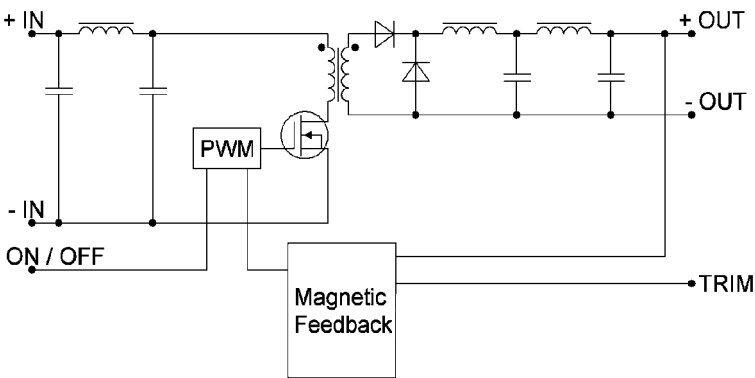 + IN
+ OUT
- OUT
PWM
- IN
ON / OFF
Magnetic
Feedback
TRIM